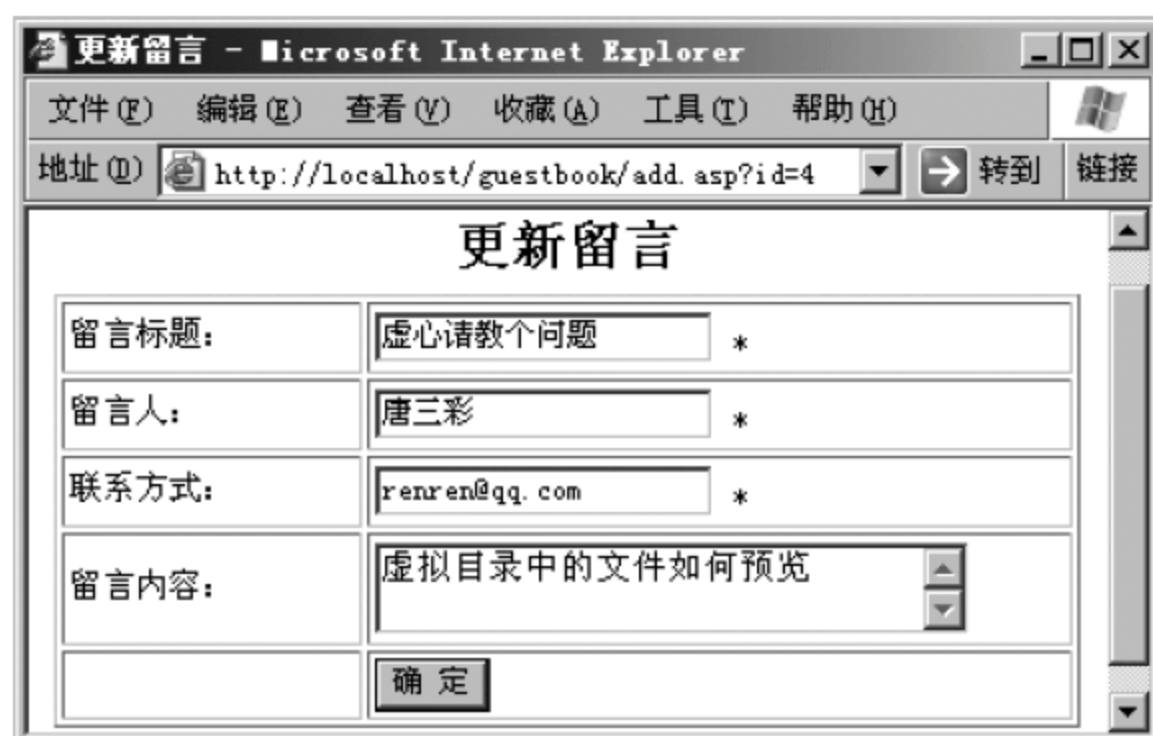 更新留言 - Microsoft Internet Explorer
文件(F) 编辑(E) 查看(V) 收藏(A) 工具(T) 帮助(H)
地址(D) http://localhost/guestbook/add.asp?id=4 转到 链接
更新留言
留言标题: 虚心请教个问题 *
留言人: 唐三彩 *
联系方式: renren@qq.com *
留言内容: 虚拟目录中的文件如何预览
确 定